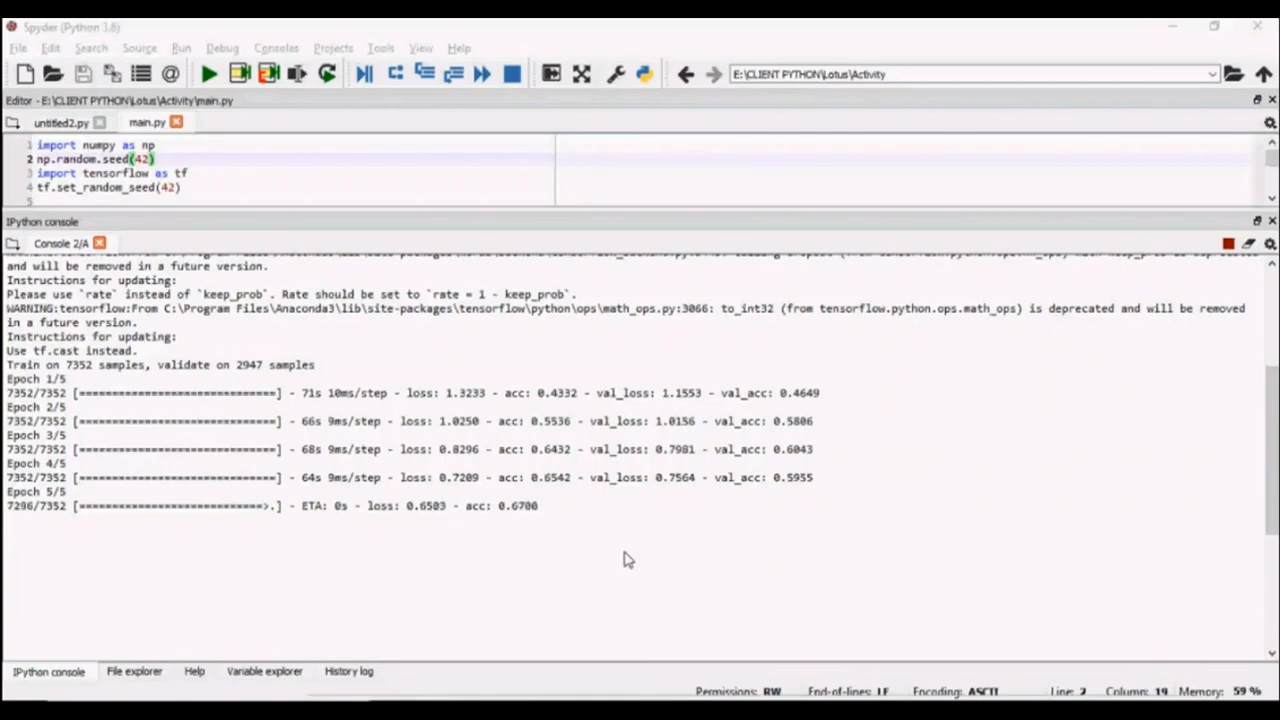 Spyder (Python 3.6)
File Edit Search Source Run Debug Consoles Projects Tools View Help
E:\CLIENT PYTHON\Lotus\Activity
Editor - E:\CLIENT PYTHON\Lotus\Activity\main.py
untitled2.py main.py
1 import numpy as np
2 np.random.seed(42)
3 import tensorflow as tf
4 tf.set_random_seed(42)
5
IPython console
Console 2/A
and will be removed in a future version.
Instructions for updating:
Please use `rate` instead of `keep_prob`. Rate should be set to `rate = 1 - keep_prob`.
WARNING:tensorflow:From C:\Program Files\Anaconda3\lib\site-packages\tensorflow\python\ops\math_ops.py:3066: to_int32 (from tensorflow.python.ops.math_ops) is deprecated and will be removed
in a future version.
Instructions for updating:
Use tf.cast instead.
Train on 7352 samples, validate on 2947 samples
Epoch 1/5
7352/7352 [==============================] - 71s 10ms/step - loss: 1.3233 - acc: 0.4332 - val_loss: 1.1553 - val_acc: 0.4649
Epoch 2/5
7352/7352 [==============================] - 66s 9ms/step - loss: 1.0250 - acc: 0.5536 - val_loss: 1.0156 - val_acc: 0.5806
Epoch 3/5
7352/7352 [==============================] - 68s 9ms/step - loss: 0.8296 - acc: 0.6432 - val_loss: 0.7981 - val_acc: 0.6043
Epoch 4/5
7352/7352 [==============================] - 64s 9ms/step - loss: 0.7209 - acc: 0.6542 - val_loss: 0.7564 - val_acc: 0.5955
Epoch 5/5
7296/7352 [============================>.] - ETA: 0s - loss: 0.6503 - acc: 0.6700
IPython console File explorer Help Variable explorer History log
Permissions: RW End-of-lines: LF Encoding: ASCII Line: 2 Column: 19 Memory: 59 %